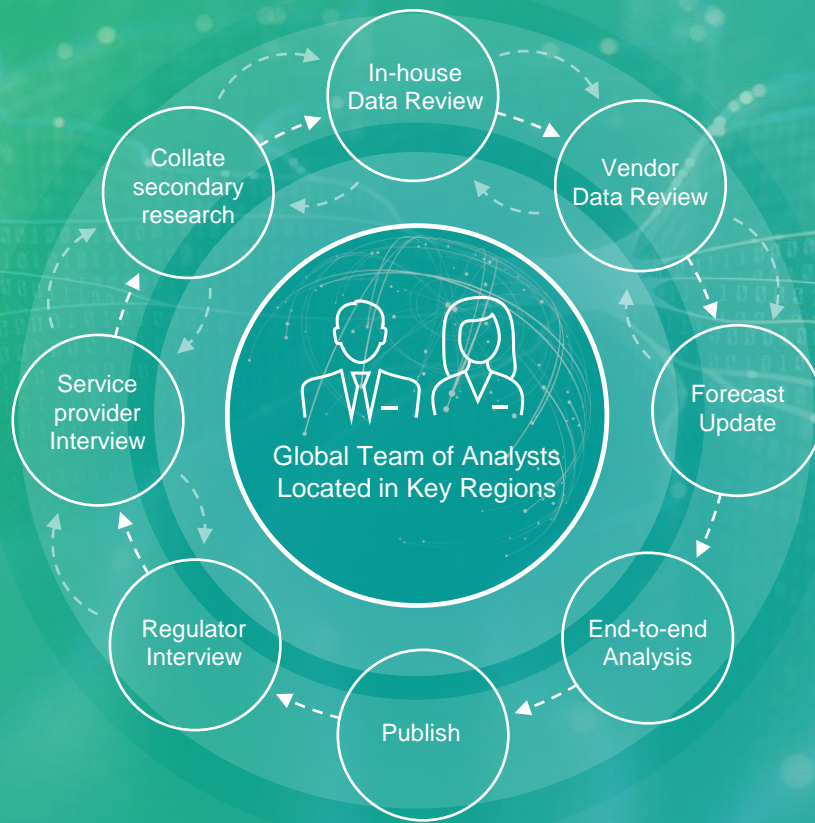 In-house
Data Review
Vendor
Data Review
Forecast
Update
End-to-end
Analysis
Publish
Regulator
Interview
Service
provider
Interview
Collate
secondary
research
Global Team of Analysts
Located in Key Regions